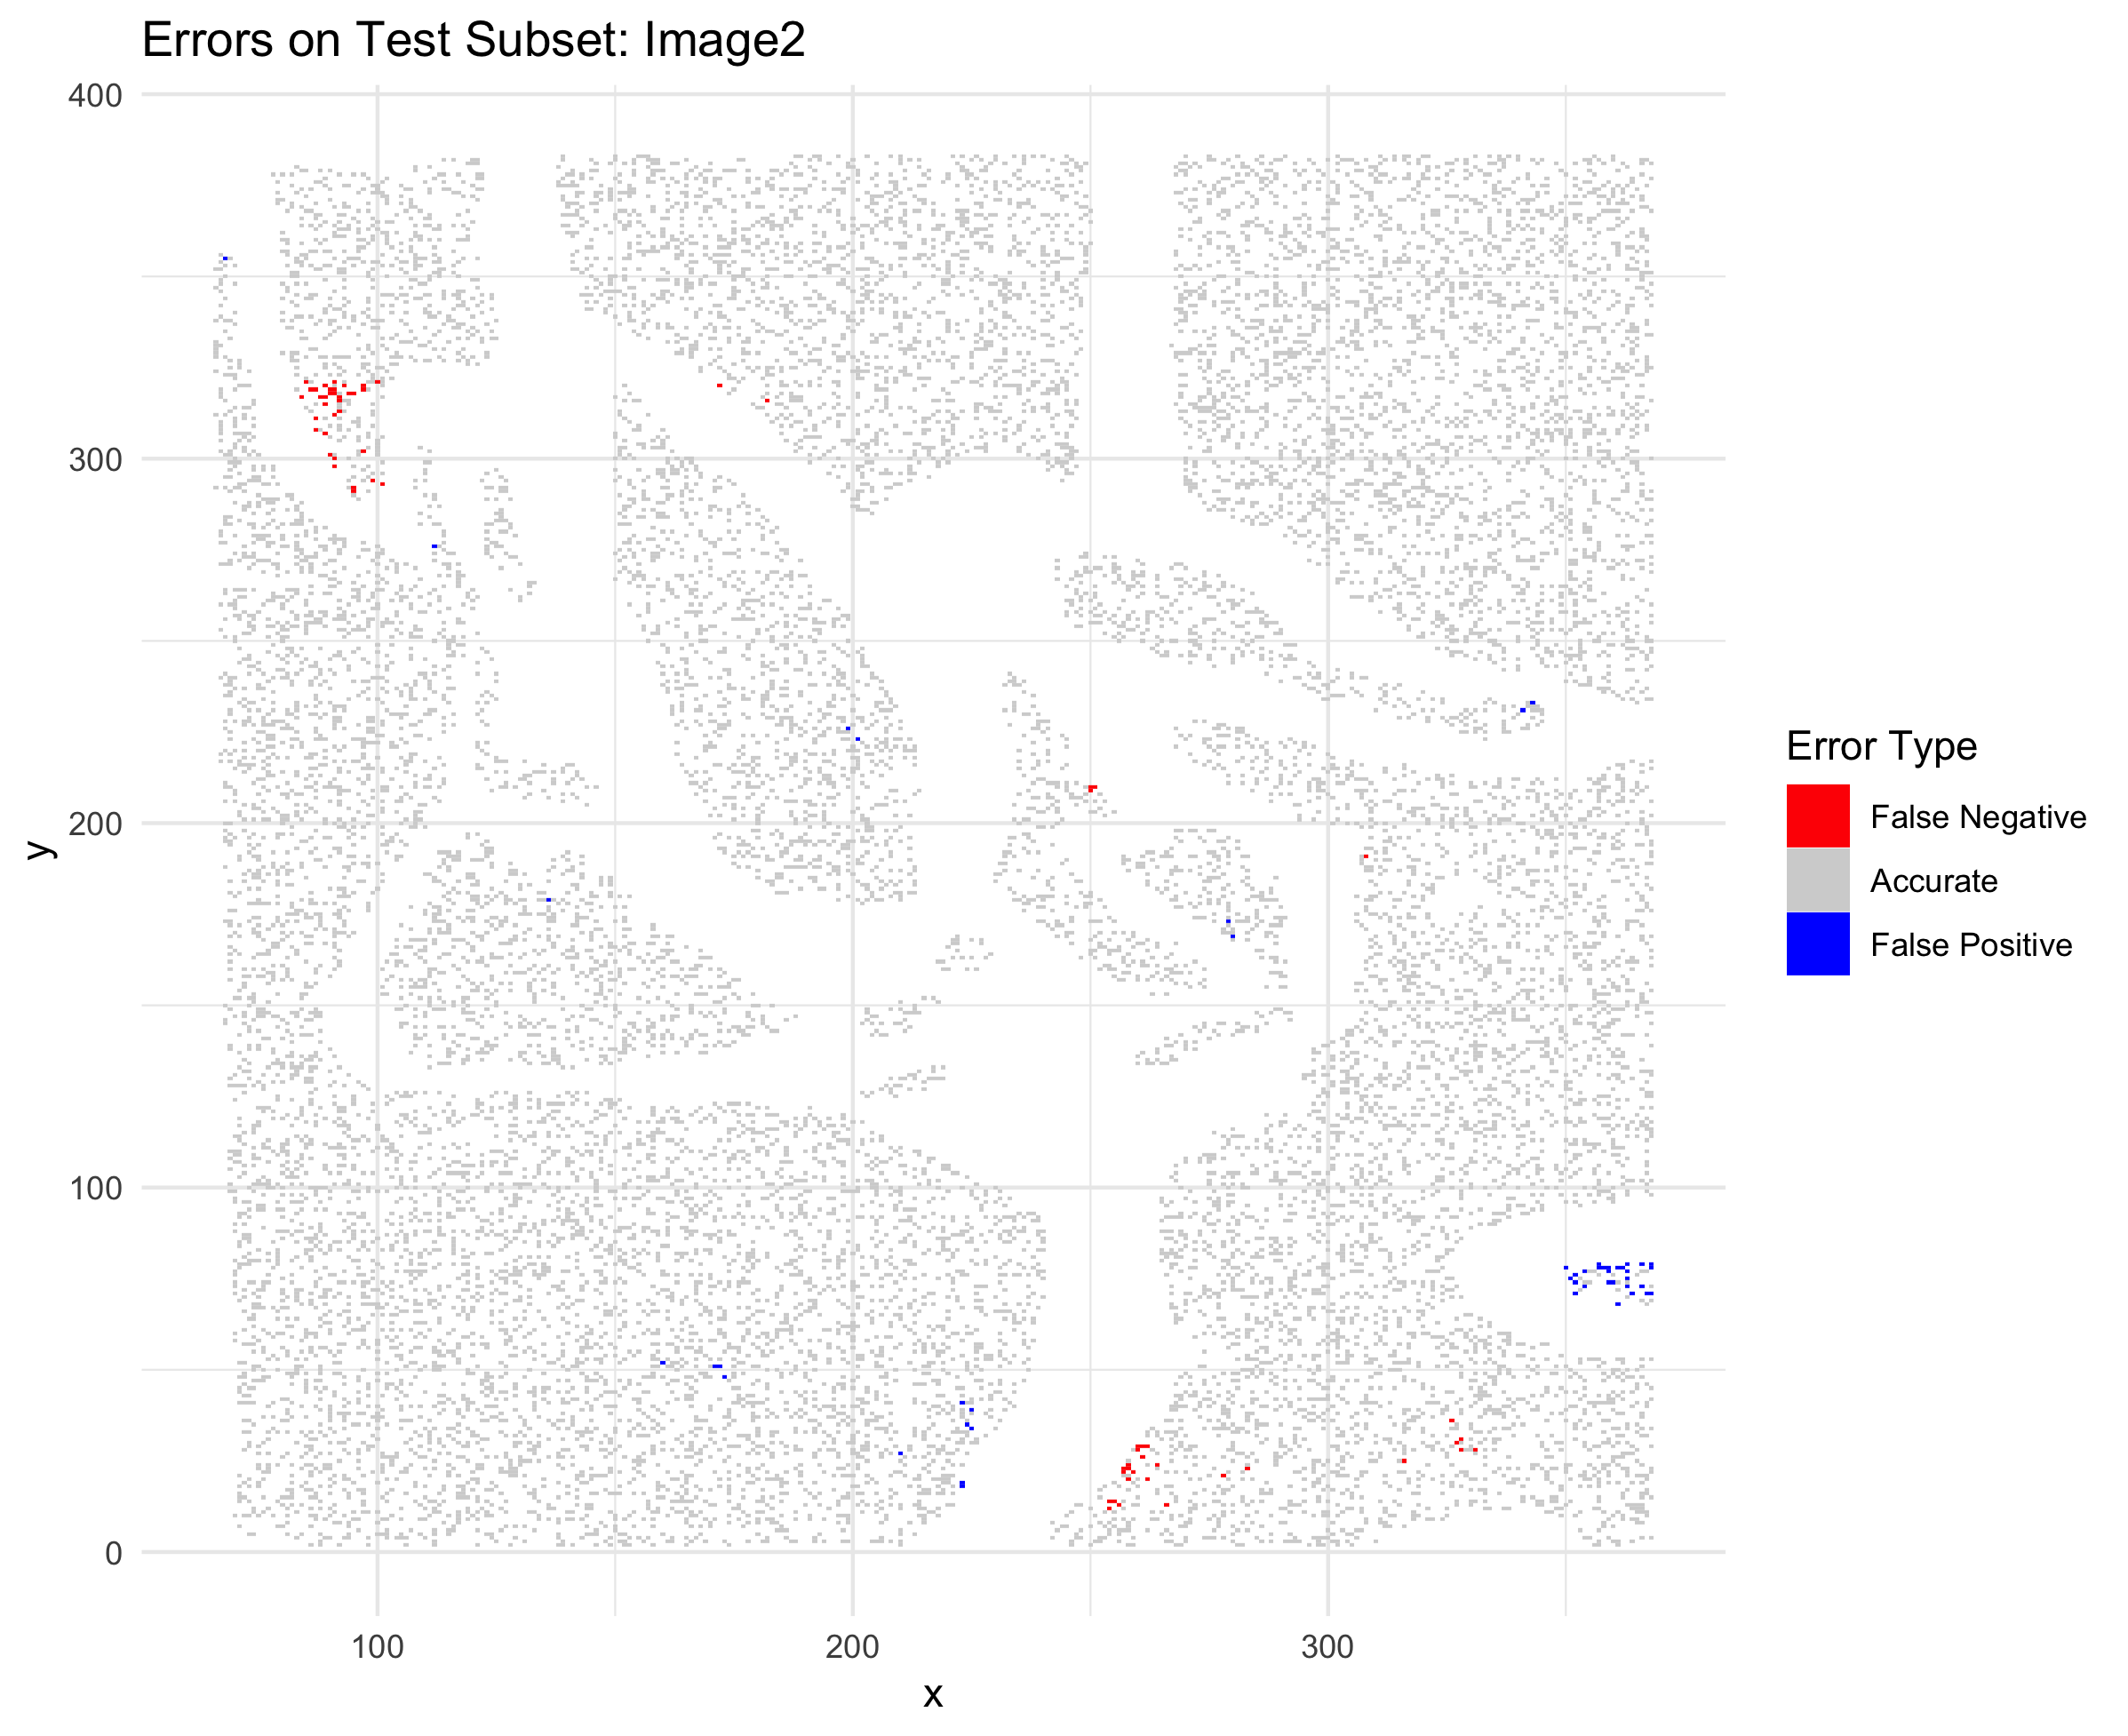 Errors on Test Subset: Image2
400
300
200
100
0
y
100
200
300
x
Error Type
False Negative
Accurate
False Positive